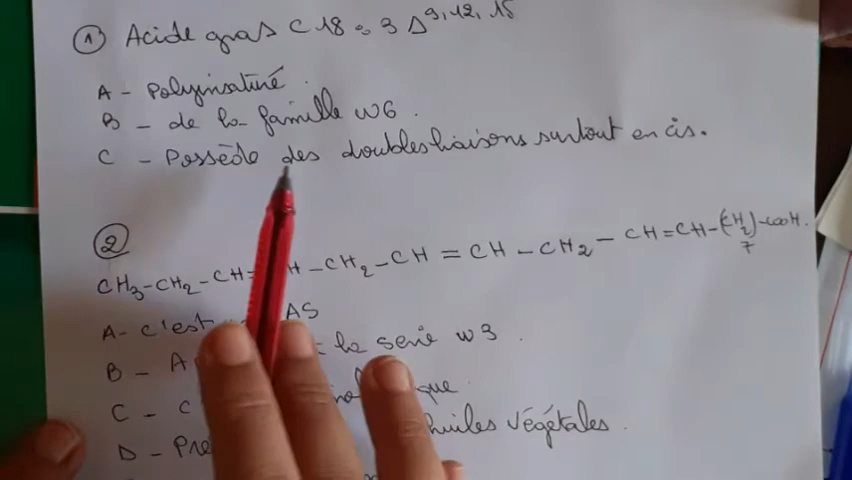 ① Acide gras C 18 : 3 Δ9, 12, 15
A - Polyinsaturé.
B - de la famille w6.
C - Possède des doubles liaisons surtout en cis.
②
CH3-CH2-CH= H-CH2-CH=CH-CH2-CH=CH-(CH2)7-COOH.
A- c'est AS
B - la serie w3.
C - que
D - Pre huiles végétales.